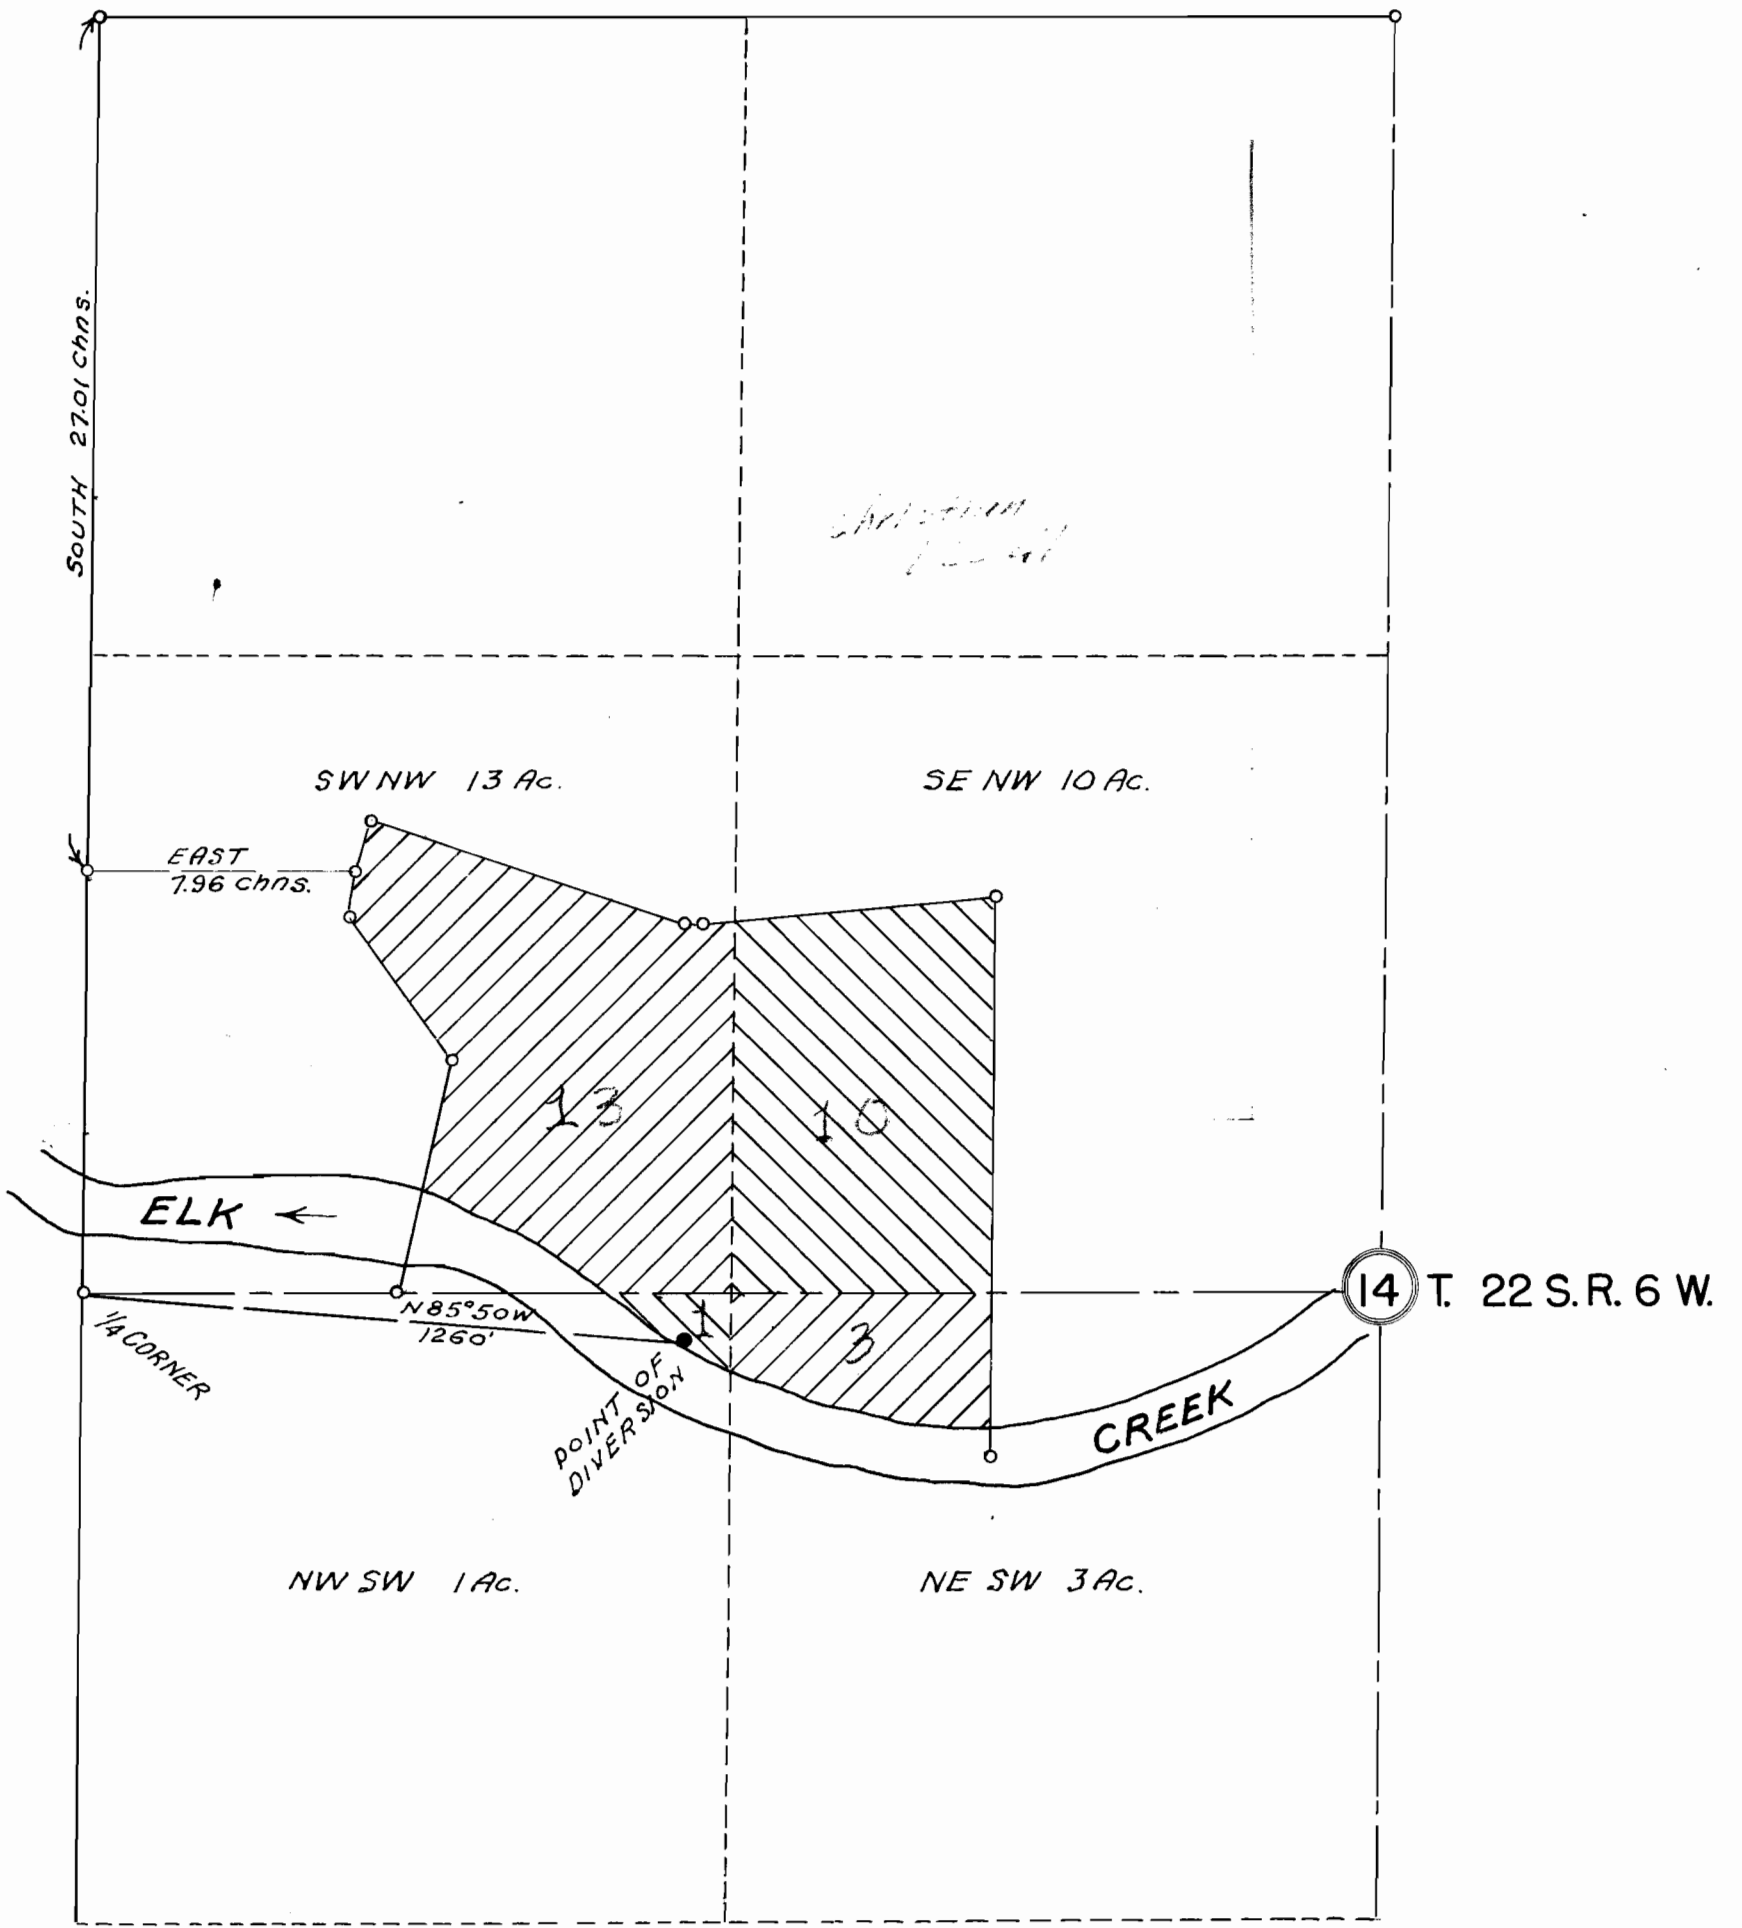 SOUTH 27.01 Chns.
SW NW 13 Ac.
SE NW 10 Ac.
EAST
7.96 Chns.
13
10
ELK
14 T. 22 S. R. 6 W.
N 85° 50 W
1260'
1/4 CORNER
1
3
POINT OF
DIVERSION
CREEK
NW SW 1 Ac.
NE SW 3 Ac.